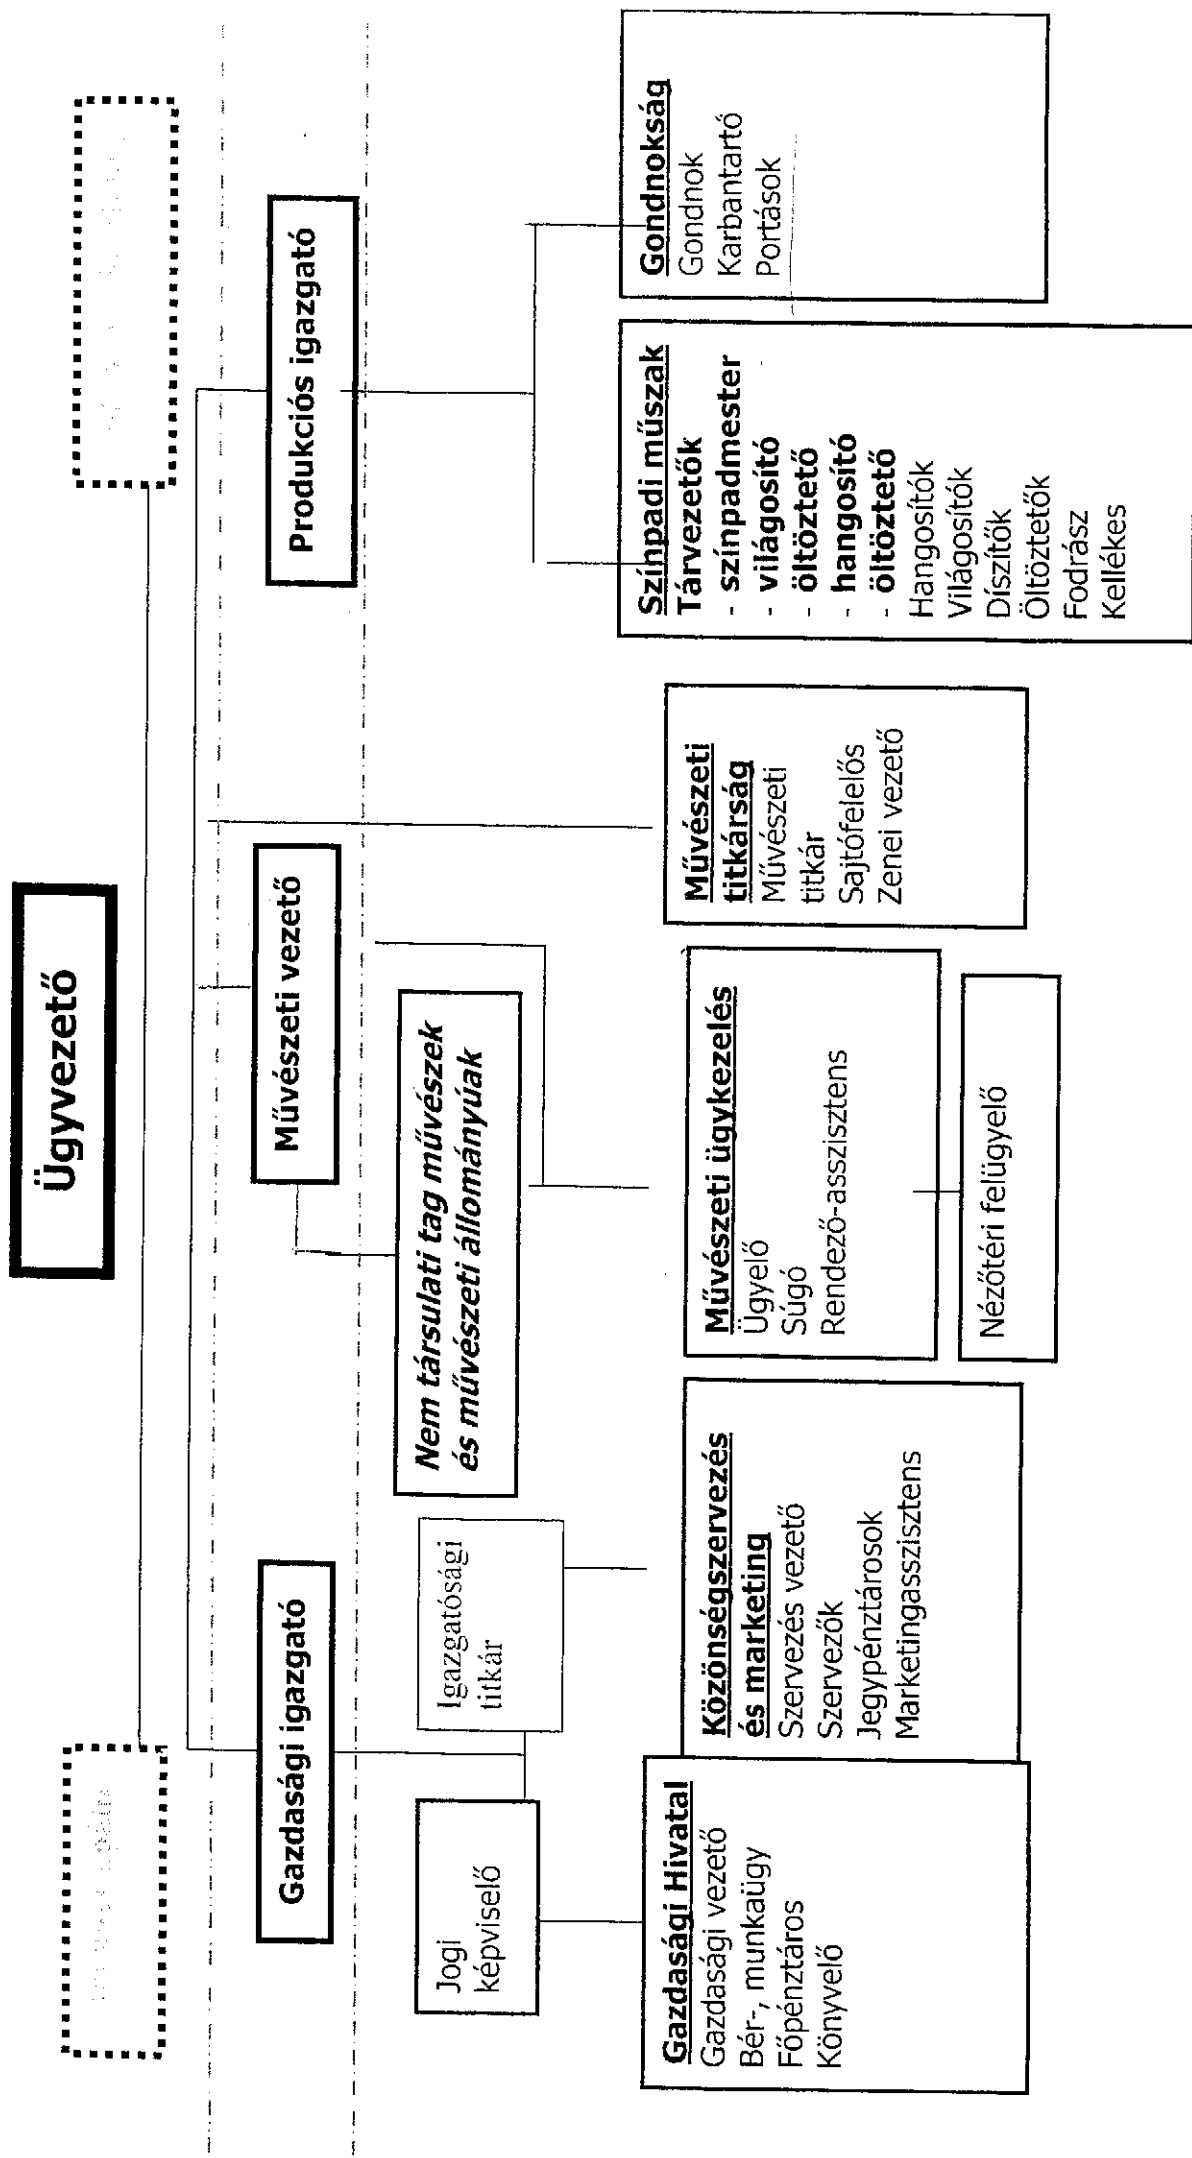 Ügyvezető
Gazdasági igazgató
Művészeti vezető
Produkciós igazgató
Jogi
képviselő
Igazgatósági
titkár
Nem társulati tag művészek
és művészeti állományúak
Gazdasági Hivatal
Gazdasági vezető
Bér-, munkaügy
Főpénztáros
Könyvelő
Közönségszervezés
és marketing
Szervezés vezető
Szervezők
Jegypénztárosok
Marketingasszisztens
Művészeti ügykezelés
Ügyelő
Súgó
Rendező-asszisztens
Nézőtéri felügyelő
Művészeti
titkárság
Művészeti
titkár
Sajtófelelős
Zenei vezető
Színpadi műszak
Tárvezetők
- színpadmester
- világosító
- öltöztető
- hangosító
- öltöztető
Hangosítók
Világosítók
Díszítők
Öltöztetők
Fodrász
Kellékes
Gondnokság
Gondnok
Karbantartó
Portások